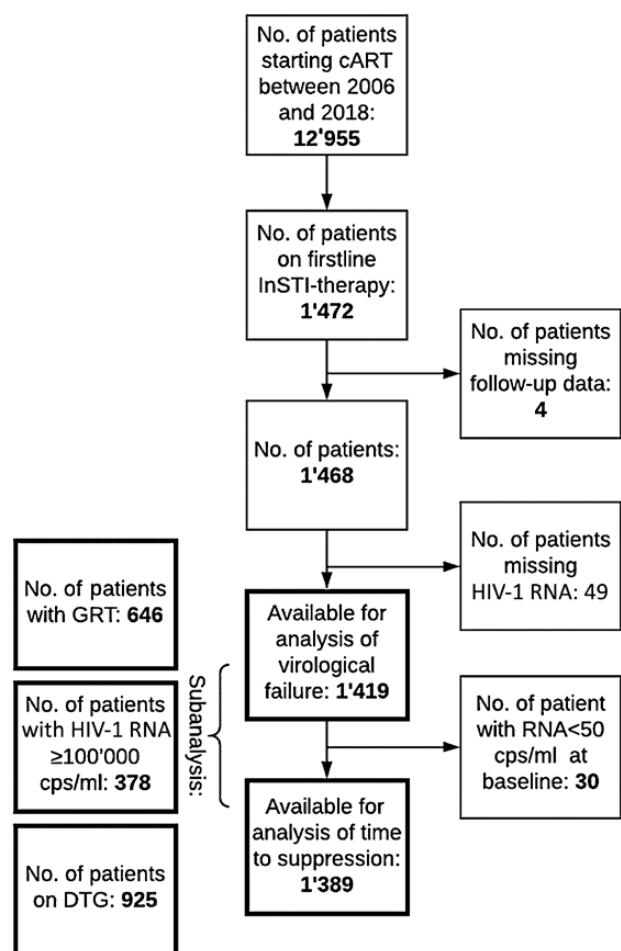 No. of patients
starting cART
between 2006
and 2018:
12'955
No. of patients
on firstline
InSTI-therapy:
1'472
No. of patients
missing
follow-up data:
4
No. of patients:
1'468
No. of patients
missing
HIV-1 RNA: 49
No. of patients
with GRT: 646
Available for
analysis of
virological
failure: 1'419
Subanalysis:
No. of patients
with HIV-1 RNA
≥100'000
cps/ml: 378
No. of patient
with RNA<50
cps/ml at
baseline: 30
Available for
analysis of time
to suppression:
1'389
No. of patients
on DTG: 925